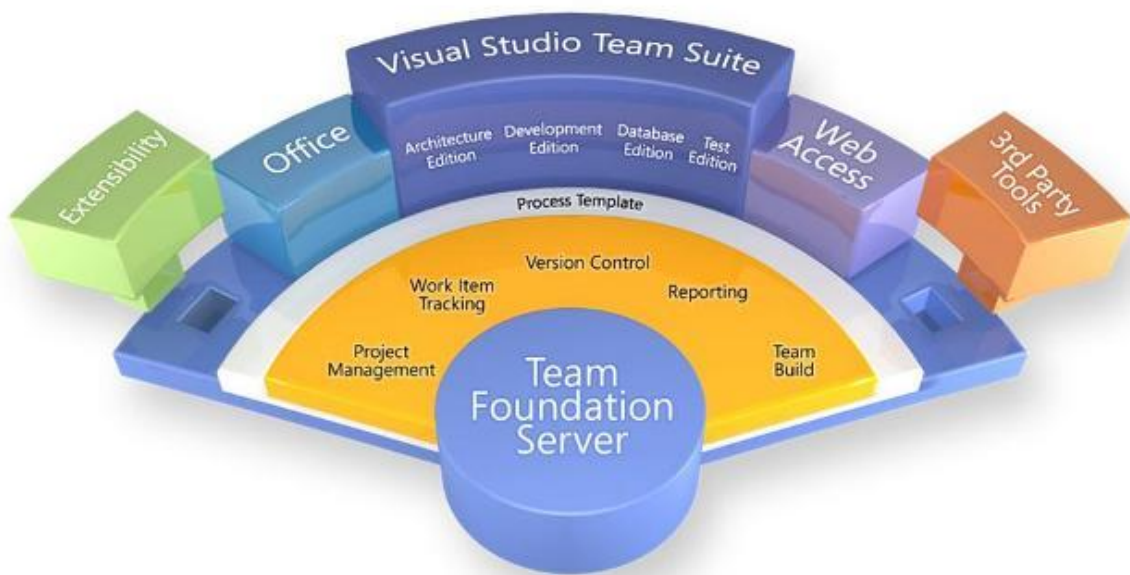 Visual Studio Team Suite
Extensibility
Office
Architecture
Edition
Development
Edition
Database
Edition
Test
Edition
Web
Access
3rd Party
Tools
Process Template
Version Control
Work Item
Tracking
Reporting
Project
Management
Team
Build
Team
Foundation
Server